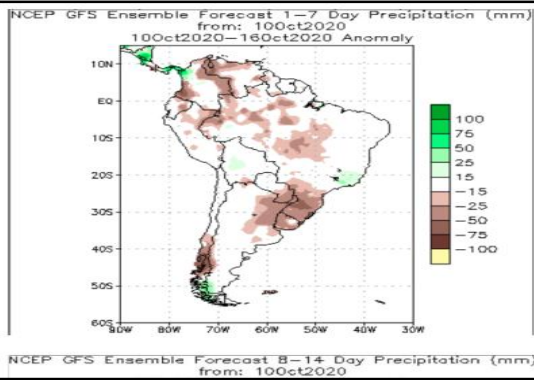 NCEP GFS Ensemble Forecast 1–7 Day Precipitation (mm)
from: 10Oct2020
10Oct2020–16Oct2020 Anomaly
10N
EQ
10S
20S
30S
40S
50S
60S
90W 80W 70W 60W 50W 40W 30W
100
75
50
25
15
−15
−25
−50
−75
−100
NCEP GFS Ensemble Forecast 8–14 Day Precipitation (mm)
from: 10Oct2020